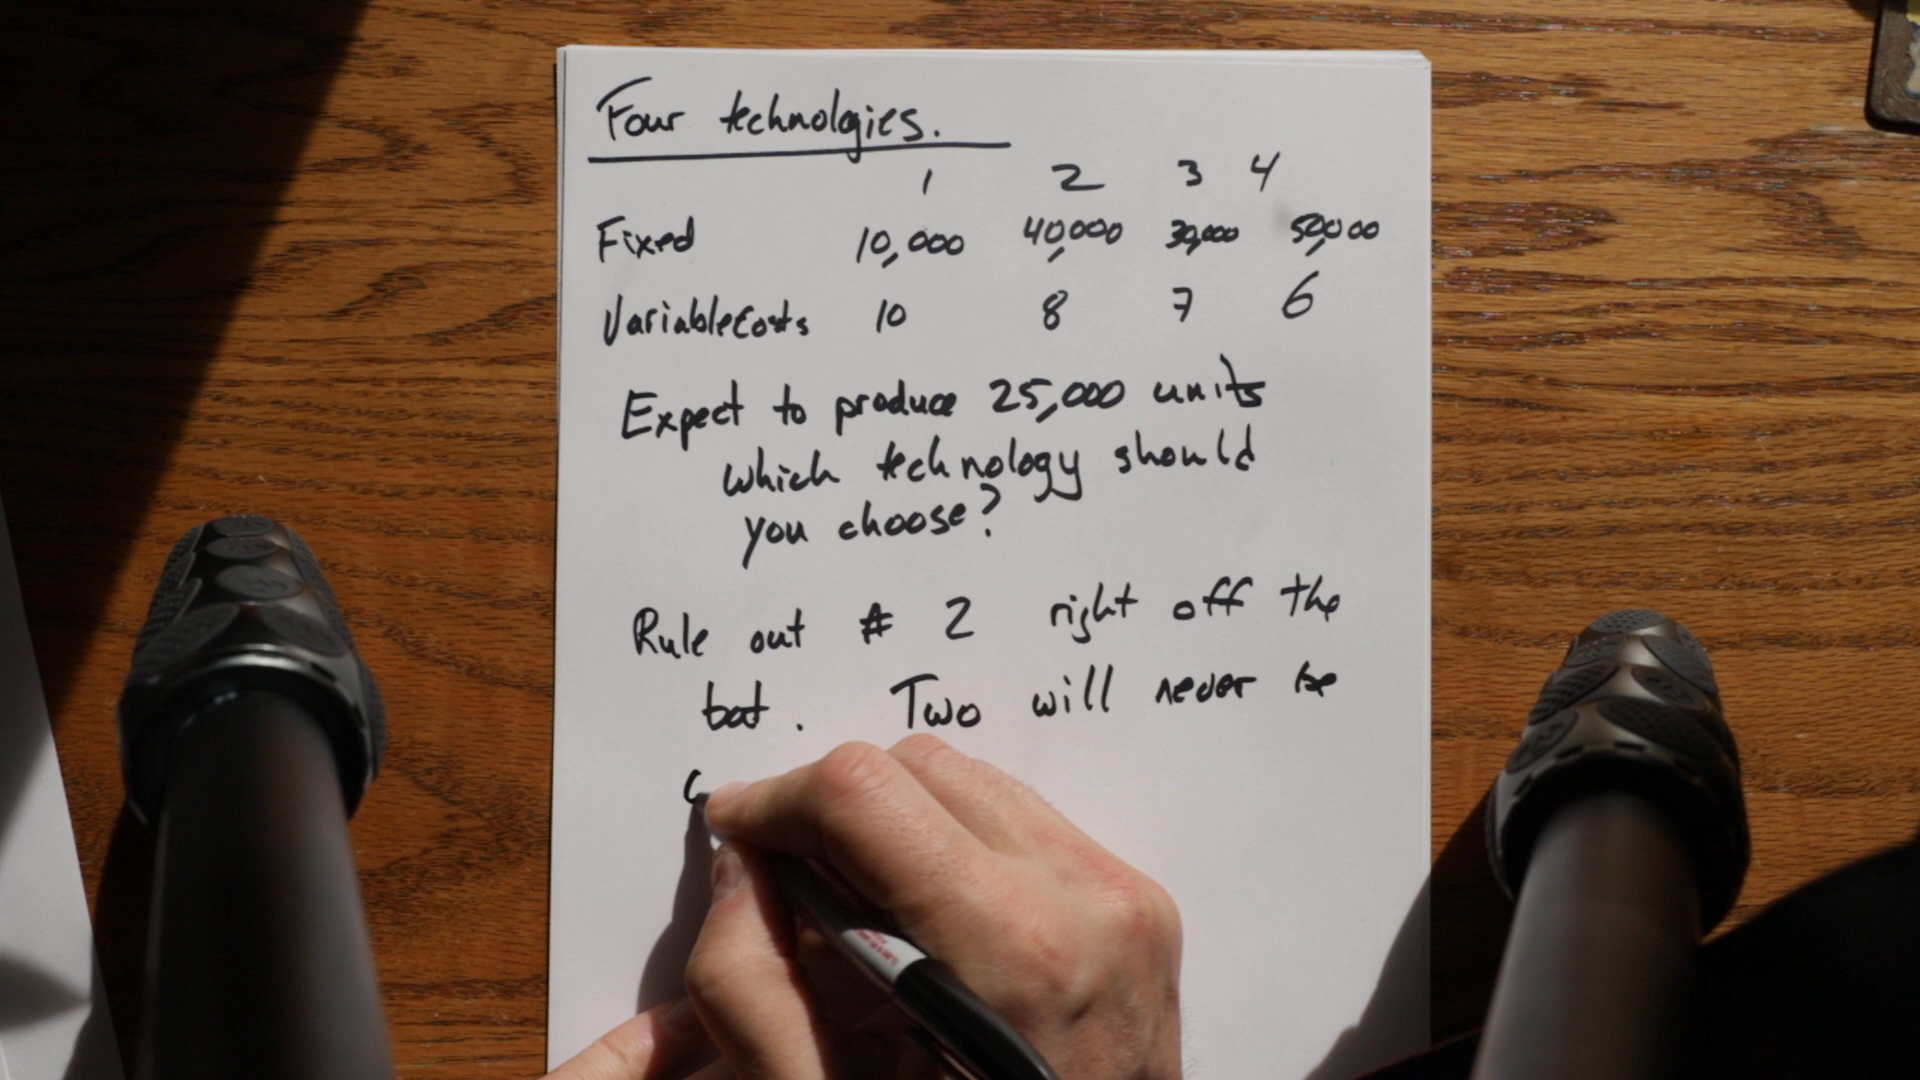 Four technologies.
1 2 3 4
Fixed 10,000 40,000 30,000 50,000
Variable Costs 10 8 7 6
Expect to produce 25,000 units
which technology should
you choose?
Rule out # 2 right off the
bat. Two will never be